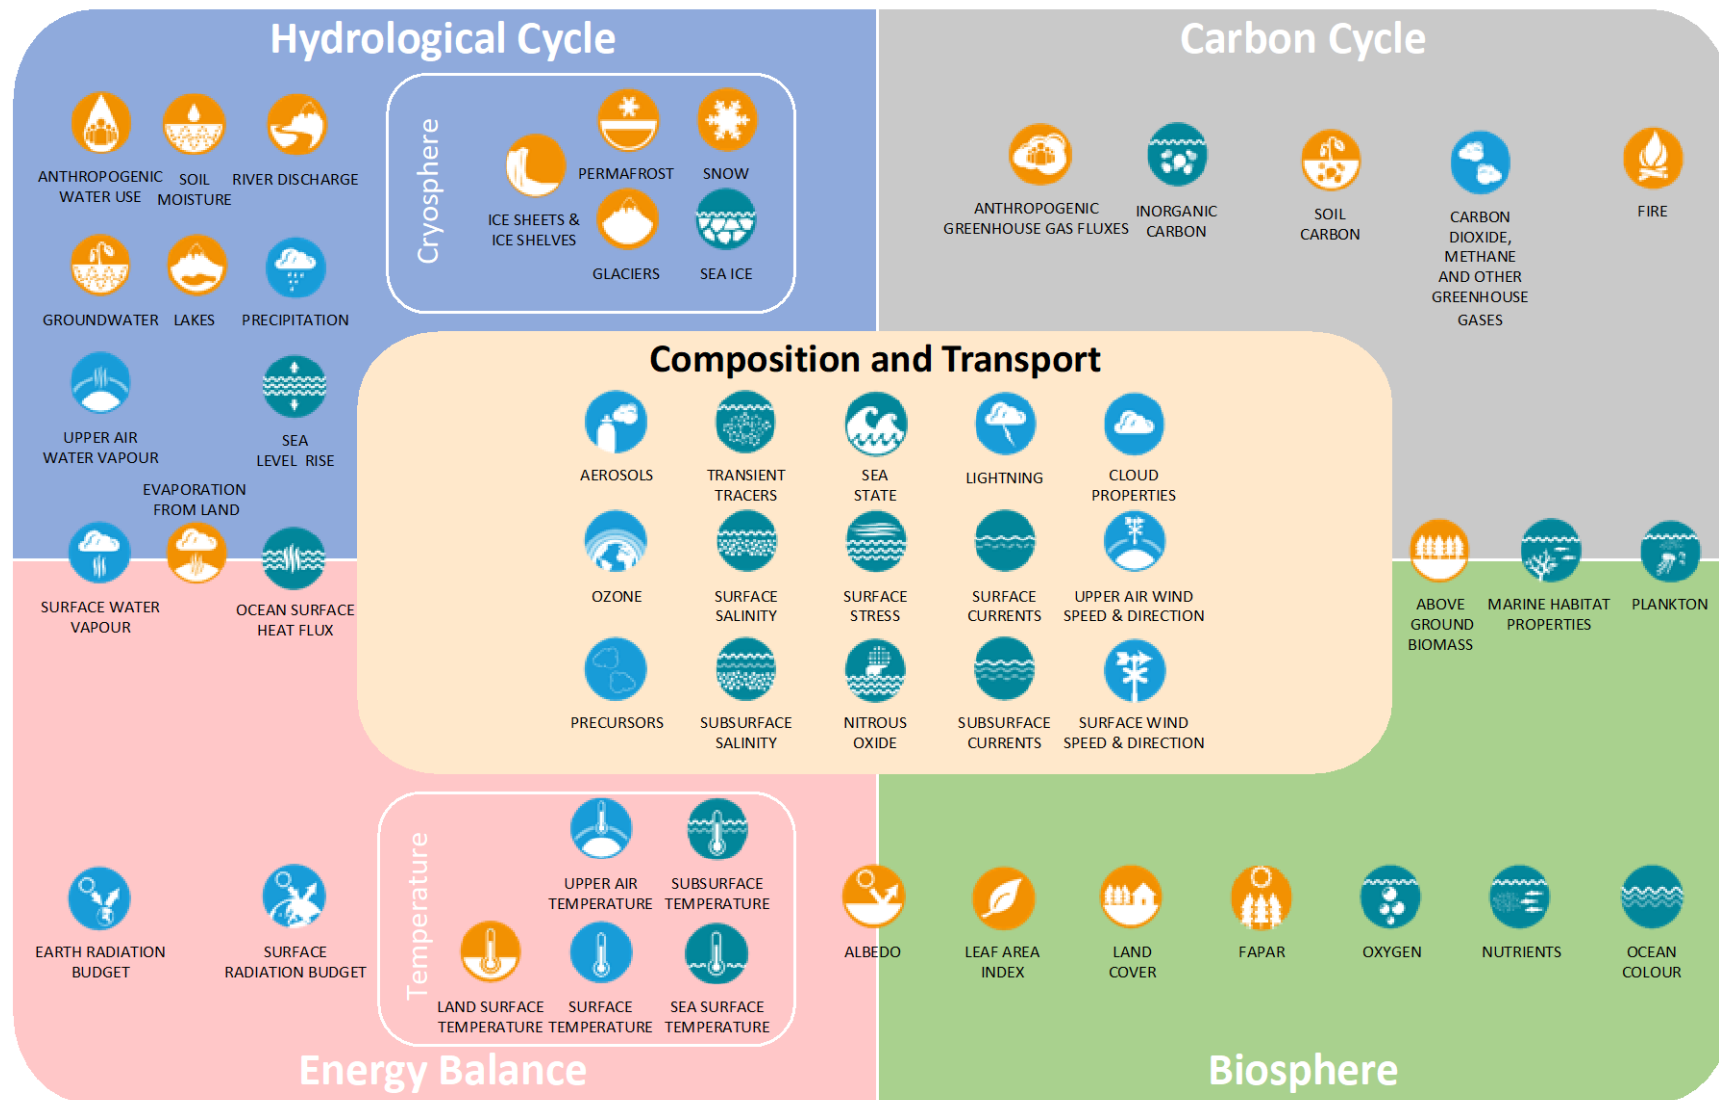 Hydrological Cycle
Carbon Cycle
Cryosphere
ANTHROPOGENIC
WATER USE
SOIL
MOISTURE
RIVER DISCHARGE
ICE SHEETS &
ICE SHELVES
PERMAFROST
SNOW
GLACIERS
SEA ICE
GROUNDWATER
LAKES
PRECIPITATION
UPPER AIR
WATER VAPOUR
SEA
LEVEL RISE
EVAPORATION
FROM LAND
SURFACE WATER
VAPOUR
OCEAN SURFACE
HEAT FLUX
ANTHROPOGENIC
GREENHOUSE GAS FLUXES
INORGANIC
CARBON
SOIL
CARBON
CARBON
DIOXIDE,
METHANE
AND OTHER
GREENHOUSE
GASES
FIRE
Composition and Transport
AEROSOLS
TRANSIENT
TRACERS
SEA
STATE
LIGHTNING
CLOUD
PROPERTIES
OZONE
SURFACE
SALINITY
SURFACE
STRESS
SURFACE
CURRENTS
UPPER AIR WIND
SPEED & DIRECTION
PRECURSORS
SUBSURFACE
SALINITY
NITROUS
OXIDE
SUBSURFACE
CURRENTS
SURFACE WIND
SPEED & DIRECTION
ABOVE
GROUND
BIOMASS
MARINE HABITAT
PROPERTIES
PLANKTON
EARTH RADIATION
BUDGET
SURFACE
RADIATION BUDGET
Temperature
UPPER AIR
TEMPERATURE
SUBSURFACE
TEMPERATURE
LAND SURFACE
TEMPERATURE
SURFACE
TEMPERATURE
SEA SURFACE
TEMPERATURE
ALBEDO
LEAF AREA
INDEX
LAND
COVER
FAPAR
OXYGEN
NUTRIENTS
OCEAN
COLOUR
Energy Balance
Biosphere